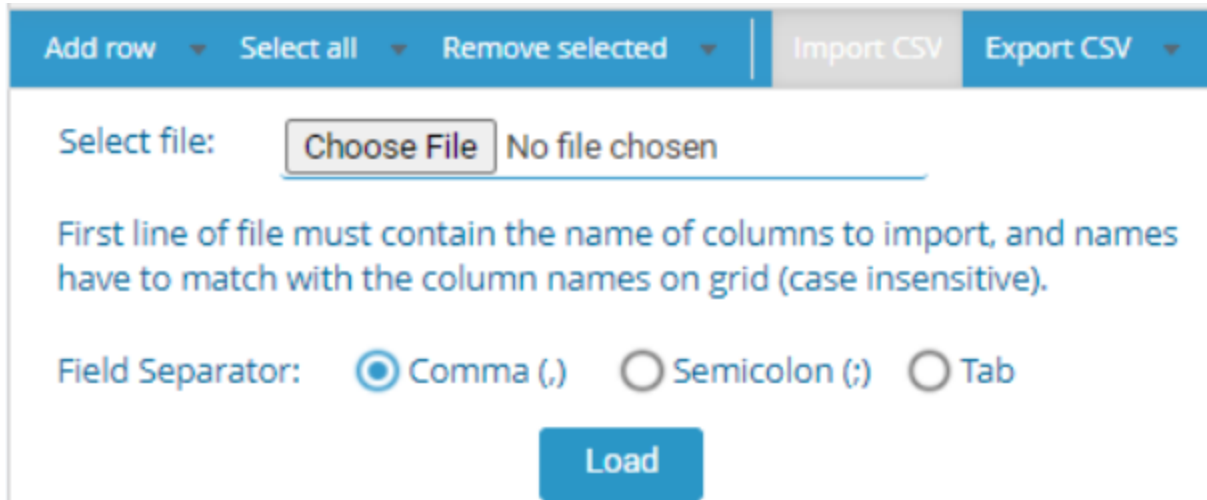 Add row Select all Remove selected Import CSV Export CSV
Select file: Choose File No file chosen
First line of file must contain the name of columns to import, and names
have to match with the column names on grid (case insensitive).
Field Separator: Comma (,) Semicolon (;) Tab
Load